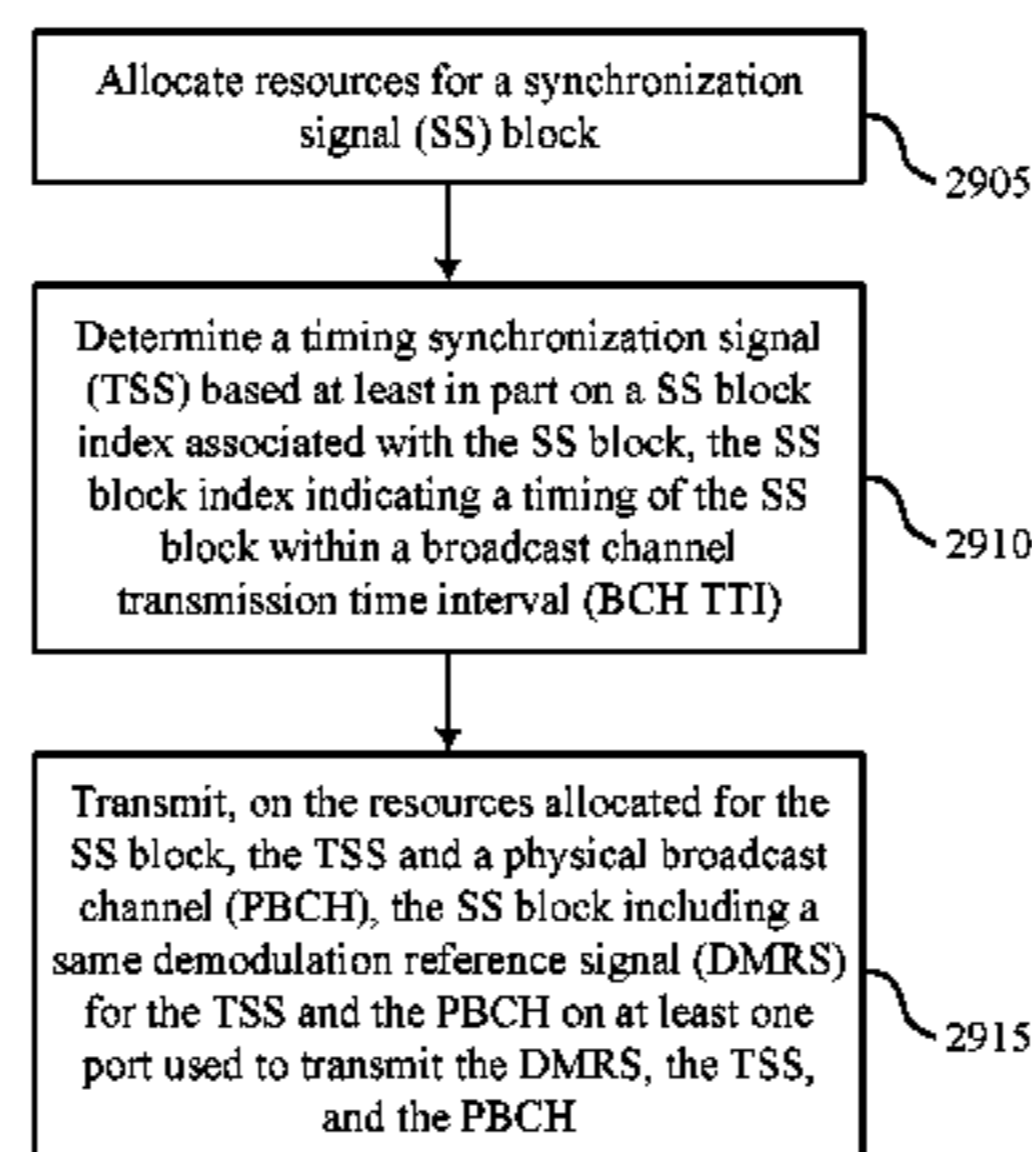 Allocate resources for a synchronization
signal (SS) block
2905
Determine a timing synchronization signal
(TSS) based at least in part on a SS block
index associated with the SS block, the SS
block index indicating a timing of the SS
block within a broadcast channel
transmission time interval (BCH TTI)
2910
Transmit, on the resources allocated for the
SS block, the TSS and a physical broadcast
channel (PBCH), the SS block including a
same demodulation reference signal (DMRS)
for the TSS and the PBCH on at least one
port used to transmit the DMRS, the TSS,
and the PBCH
2915